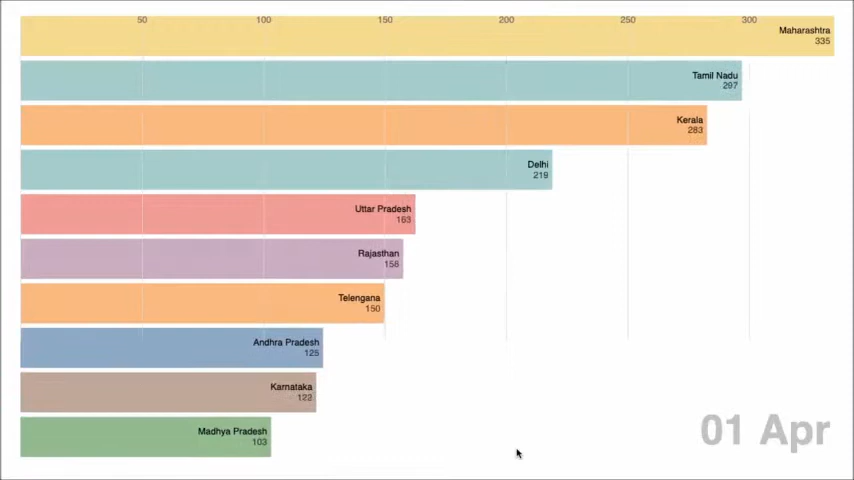 50 100 150 200 250 300
Maharashtra
335
Tamil Nadu
297
Kerala
283
Delhi
219
Uttar Pradesh
163
Rajasthan
158
Telengana
150
Andhra Pradesh
125
Karnataka
122
Madhya Pradesh
103
01 Apr